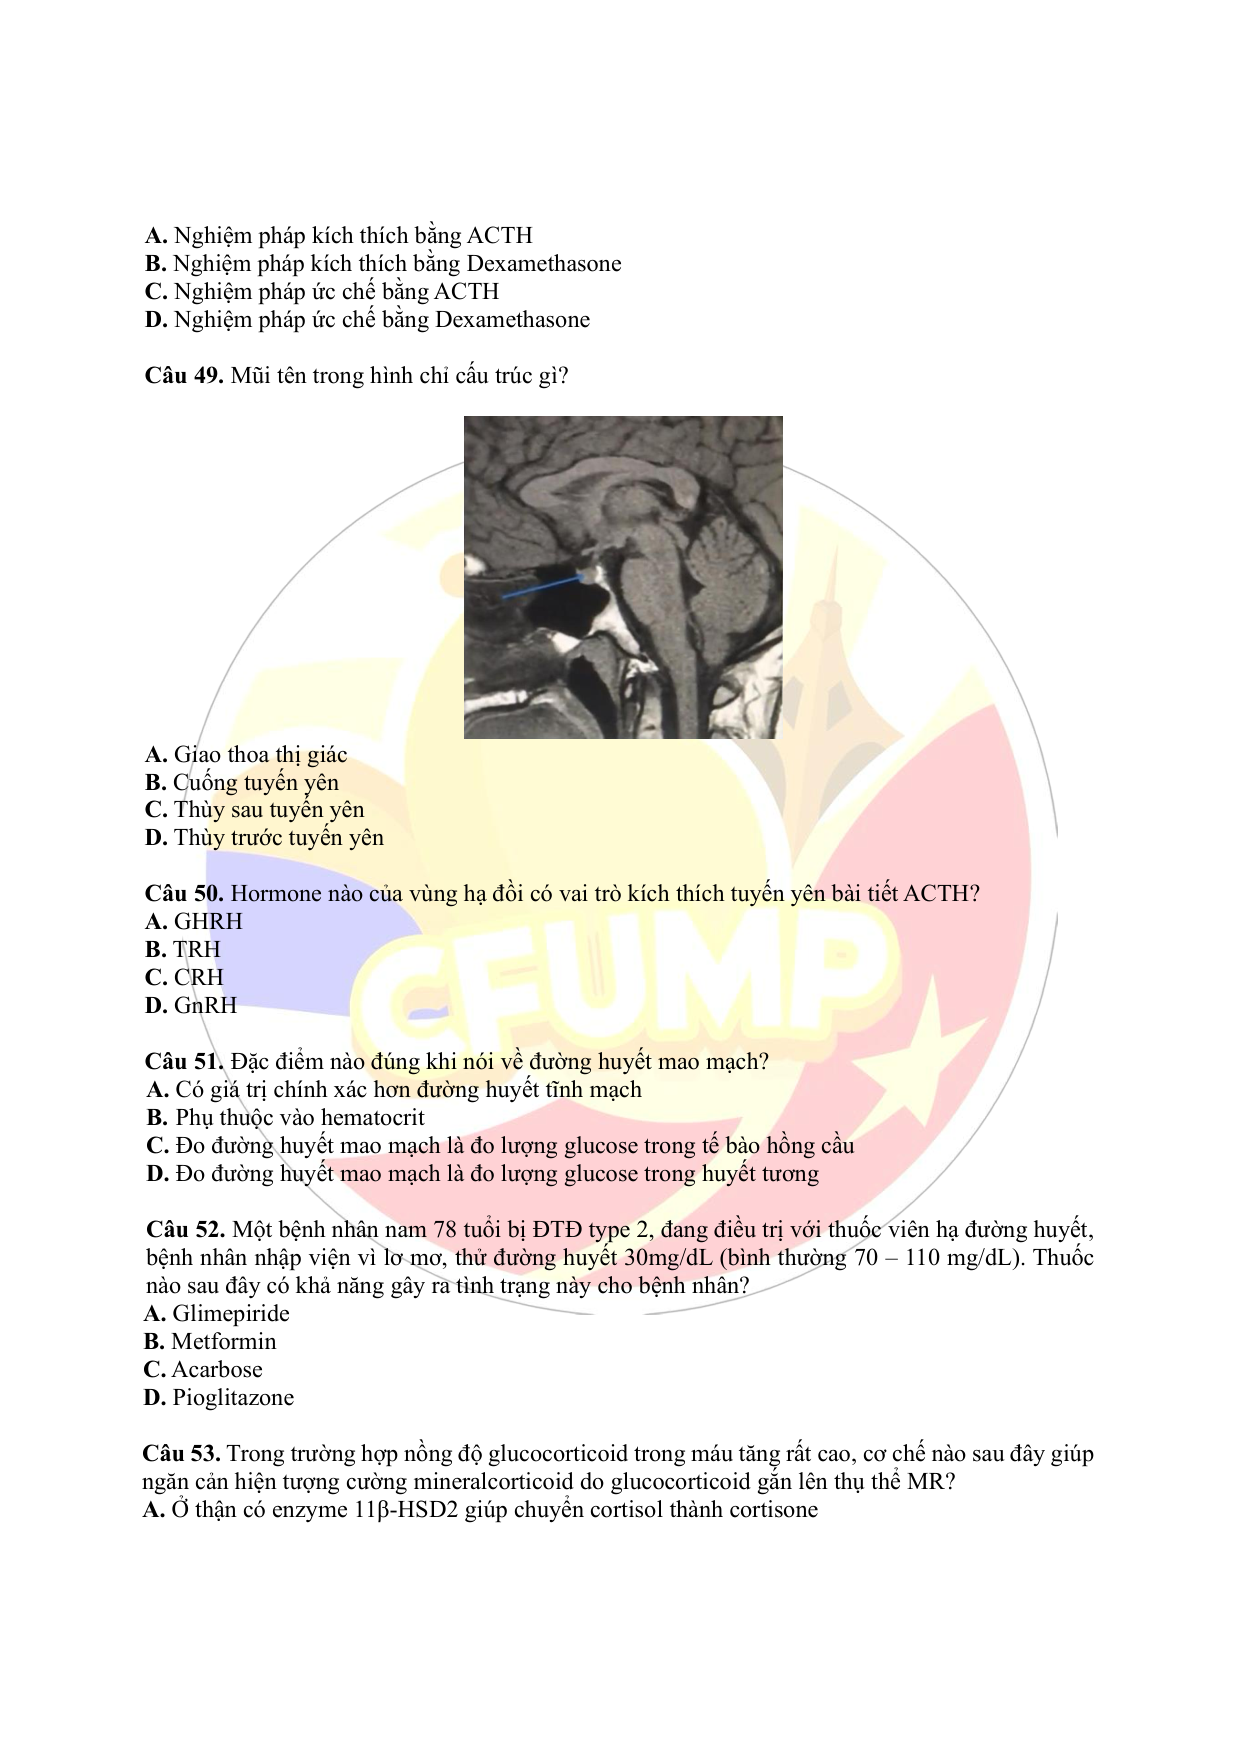 A. Nghiệm pháp kích thích bằng ACTH
B. Nghiệm pháp kích thích bằng Dexamethasone
C. Nghiệm pháp ức chế bằng ACTH
D. Nghiệm pháp ức chế bằng Dexamethasone
Câu 49. Mũi tên trong hình chỉ cấu trúc gì?
A. Giao thoa thị giác
B. Cuống tuyến yên
C. Thùy sau tuyến yên
D. Thùy trước tuyến yên
Câu 50. Hormone nào của vùng hạ đồi có vai trò kích thích tuyến yên bài tiết ACTH?
A. GHRH
B. TRH
C. CRH
D. GnRH
CFUMP
Câu 51. Đặc điểm nào đúng khi nói về đường huyết mao mạch?
A. Có giá trị chính xác hơn đường huyết tĩnh mạch
B. Phụ thuộc vào hematocrit
C. Đo đường huyết mao mạch là đo lượng glucose trong tế bào hồng cầu
D. Đo đường huyết mao mạch là đo lượng glucose trong huyết tương
Câu 52. Một bệnh nhân nam 78 tuổi bị ĐTĐ type 2, đang điều trị với thuốc viên hạ đường huyết,
bệnh nhân nhập viện vì lơ mơ, thử đường huyết 30mg/dL (bình thường 70 – 110 mg/dL). Thuốc
nào sau đây có khả năng gây ra tình trạng này cho bệnh nhân?
A. Glimepiride
B. Metformin
C. Acarbose
D. Pioglitazone
Câu 53. Trong trường hợp nồng độ glucocorticoid trong máu tăng rất cao, cơ chế nào sau đây giúp
ngăn cản hiện tượng cường mineralcorticoid do glucocorticoid gắn lên thụ thể MR?
A. Ở thận có enzyme 11β-HSD2 giúp chuyển cortisol thành cortisone